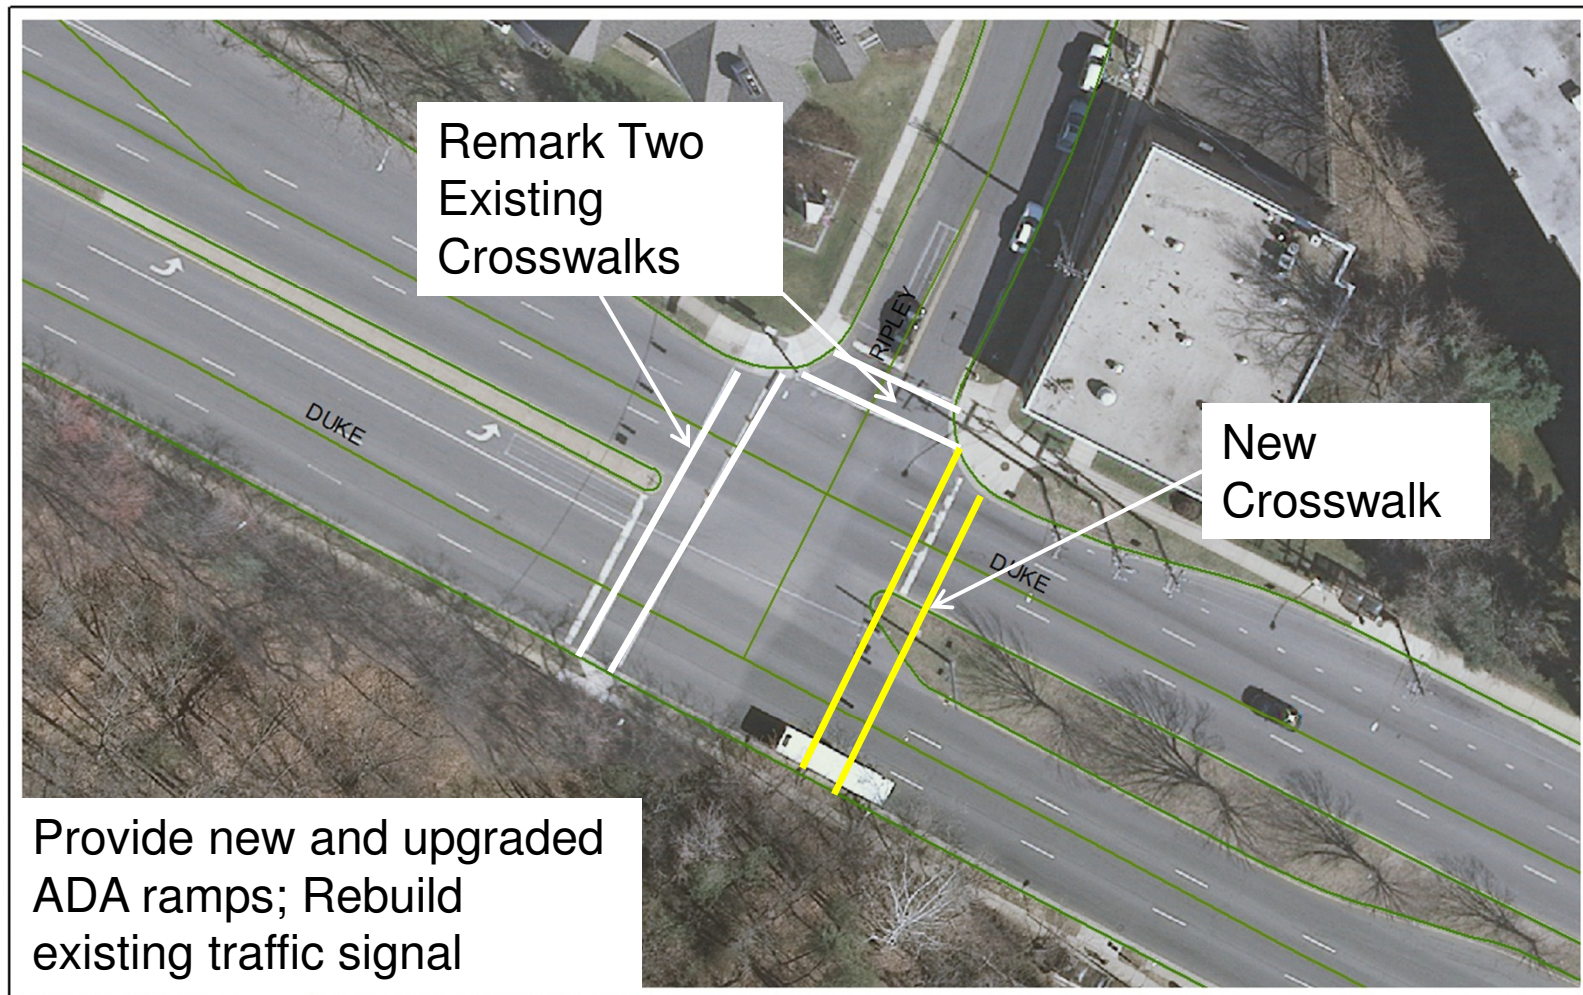 Remark Two
Existing
Crosswalks
RIPLEY
DUKE
New
Crosswalk
DUKE
Provide new and upgraded
ADA ramps; Rebuild
existing traffic signal